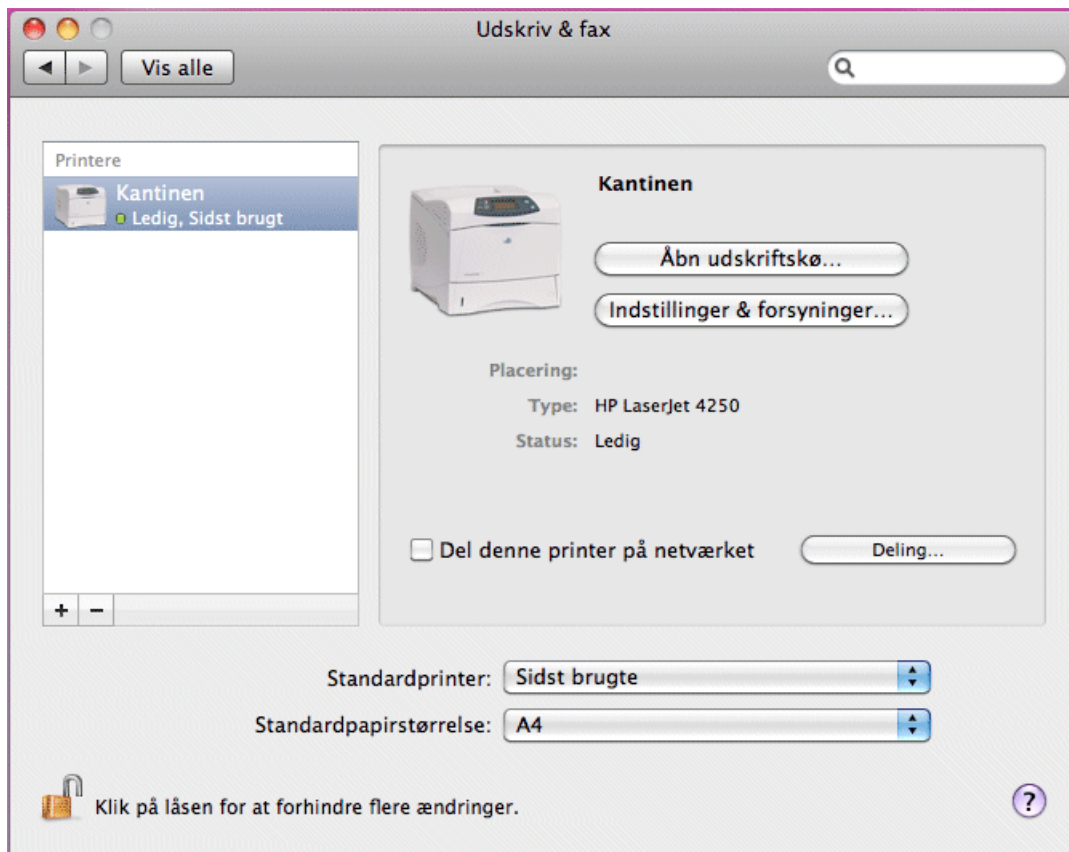 Udskriv & fax
Vis alle
Printere
Kantinen
Ledig, Sidst brugt
+ −
Kantinen
Åbn udskriftskø...
Indstillinger & forsyninger...
Placering:
Type: HP LaserJet 4250
Status: Ledig
Del denne printer på netværket
Deling...
Standardprinter: Sidst brugte
Standardpapirstørrelse: A4
Klik på låsen for at forhindre flere ændringer.
?